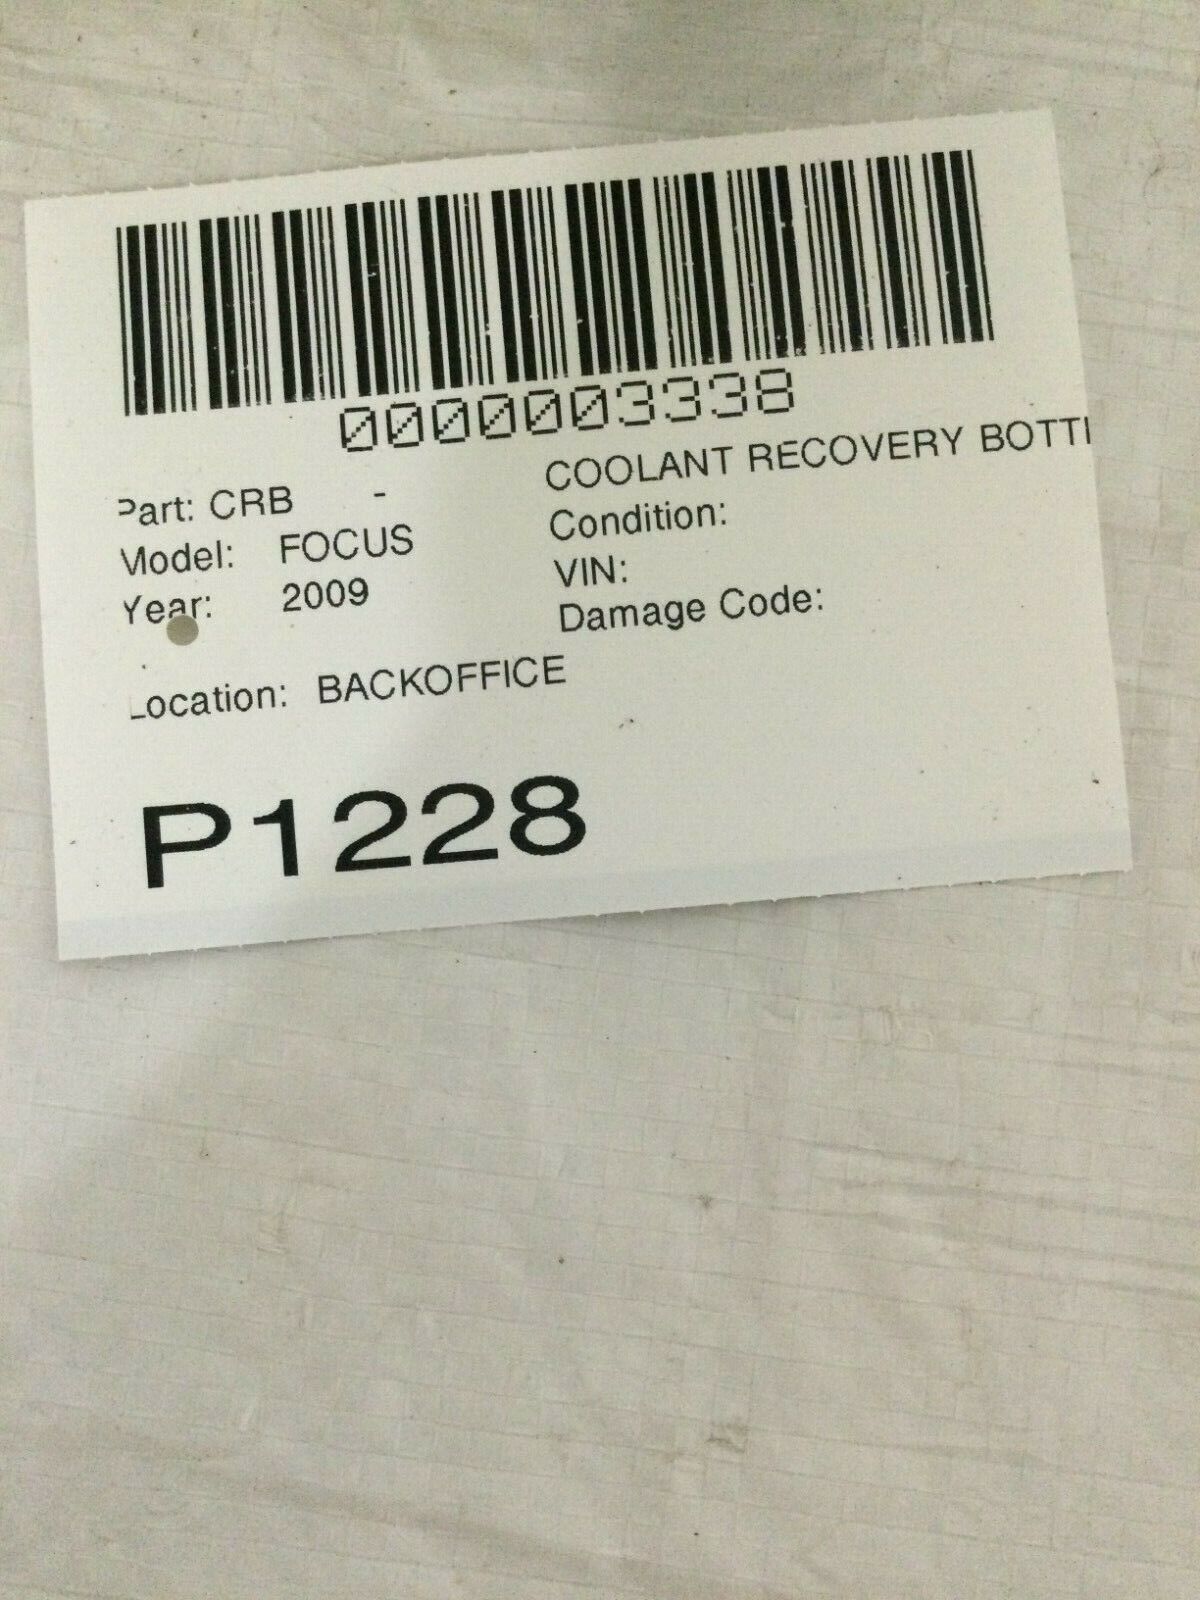 0000003338
Part: CRB - COOLANT RECOVERY BOTTL
Model: FOCUS Condition:
Year: 2009 VIN:
Damage Code:
Location: BACKOFFICE
P1228